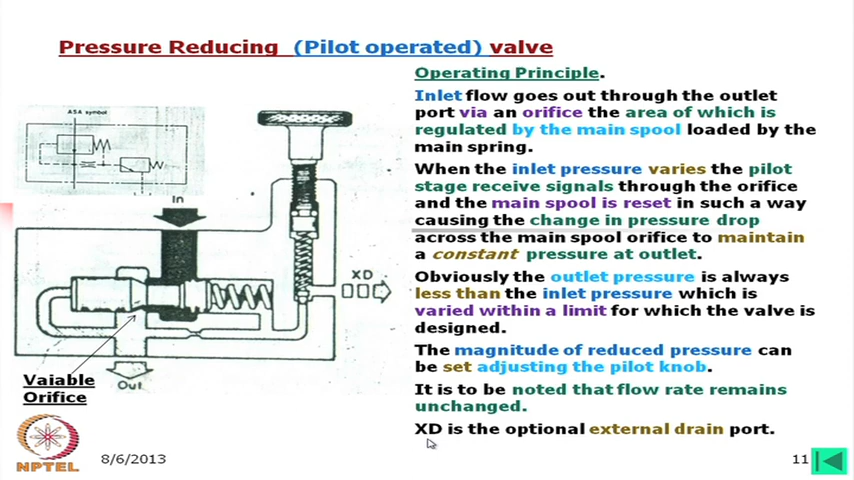 Pressure Reducing (Pilot operated) valve
Operating Principle.
Inlet flow goes out through the outlet
port via an orifice the area of which is
regulated by the main spool loaded by the
main spring.
When the inlet pressure varies the pilot
stage receive signals through the orifice
and the main spool is reset in such a way
causing the change in pressure drop
across the main spool orifice to maintain
a constant pressure at outlet.
Obviously the outlet pressure is always
less than the inlet pressure which is
varied within a limit for which the valve is
designed.
The magnitude of reduced pressure can
be set adjusting the pilot knob.
It is to be noted that flow rate remains
unchanged.
XD is the optional external drain port.
ASA symbol
In
XD
Out
Vaiable
Orifice
NPTEL
8/6/2013
11